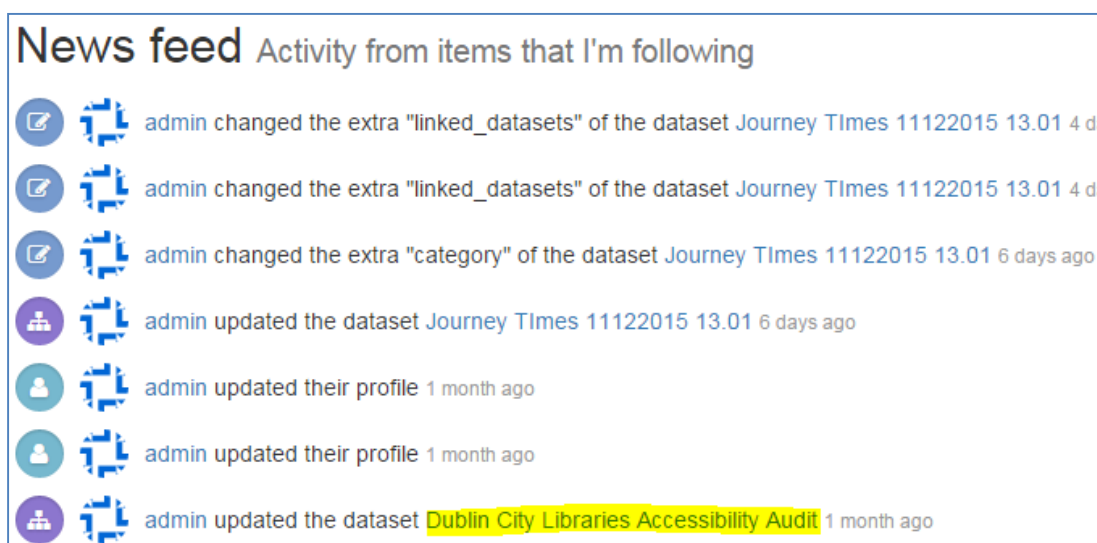 News feed Activity from items that I'm following
admin changed the extra "linked_datasets" of the dataset Journey TImes 11122015 13.01 4 d
admin changed the extra "linked_datasets" of the dataset Journey TImes 11122015 13.01 4 d
admin changed the extra "category" of the dataset Journey TImes 11122015 13.01 6 days ago
admin updated the dataset Journey TImes 11122015 13.01 6 days ago
admin updated their profile 1 month ago
admin updated their profile 1 month ago
admin updated the dataset Dublin City Libraries Accessibility Audit 1 month ago